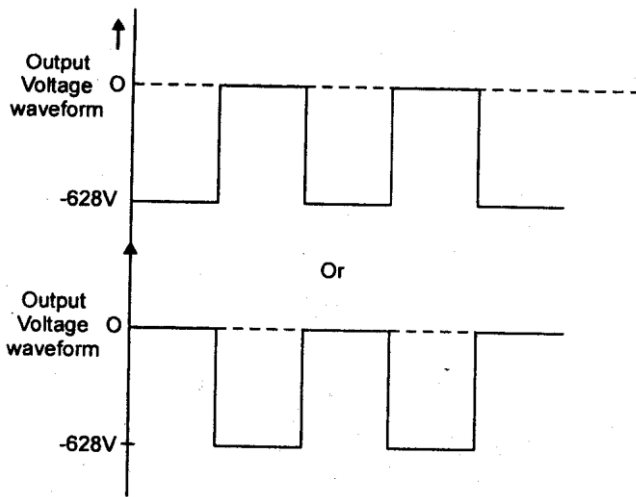 Output
Voltage O
waveform
-628V
Or
Output
Voltage O
waveform
-628V